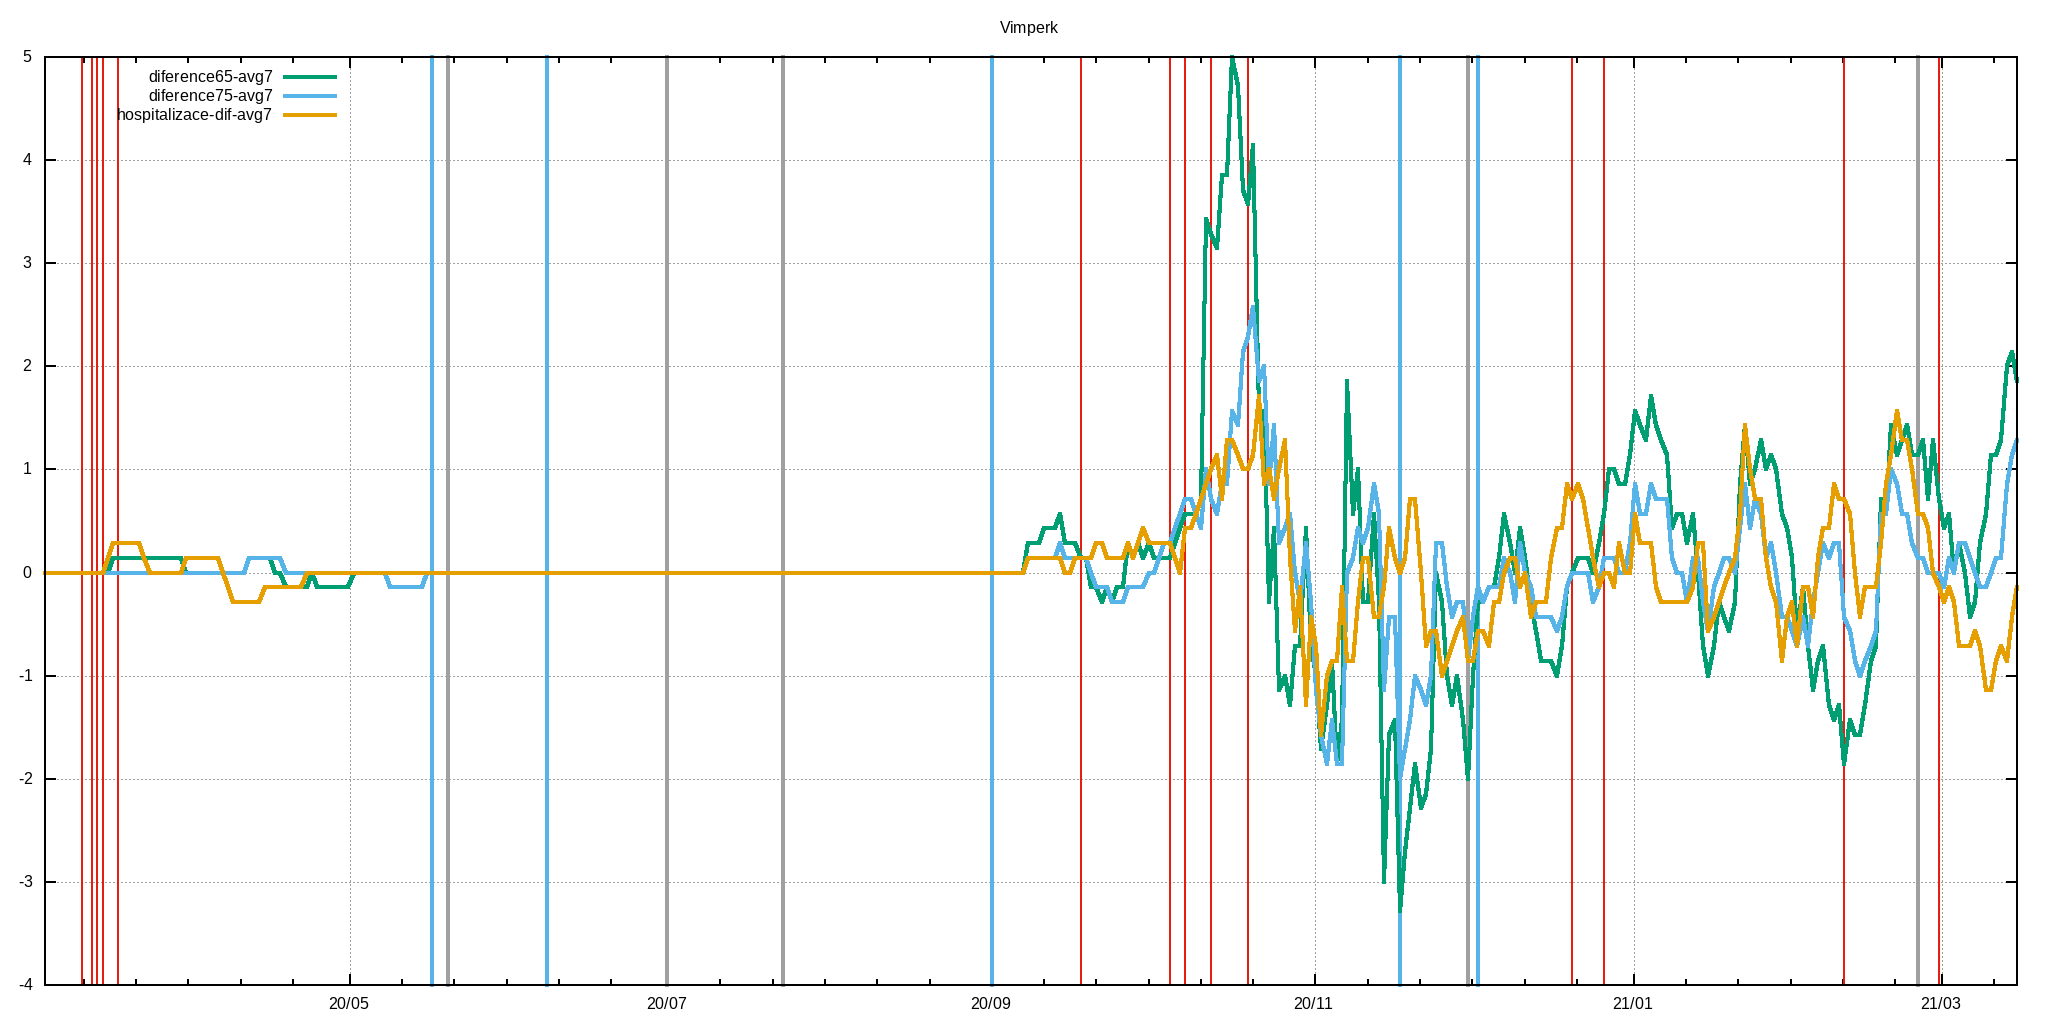 Vimperk
diference65-avg7
diference75-avg7
hospitalizace-dif-avg7
5
4
3
2
1
0
-1
-2
-3
-4
20/05 20/07 20/09 20/11 21/01 21/03